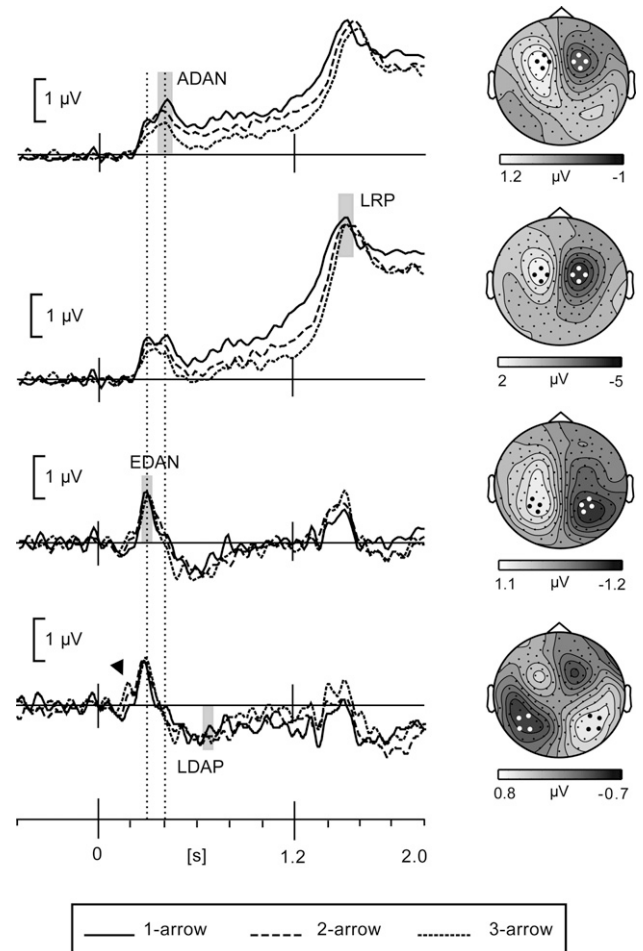 ADAN
1 µV
1.2 µV -1
LRP
1 µV
2 µV -5
EDAN
1 µV
1.1 µV -1.2
1 µV
LDAP
0.8 µV -0.7
0 [s] 1.2 2.0
1-arrow 2-arrow 3-arrow